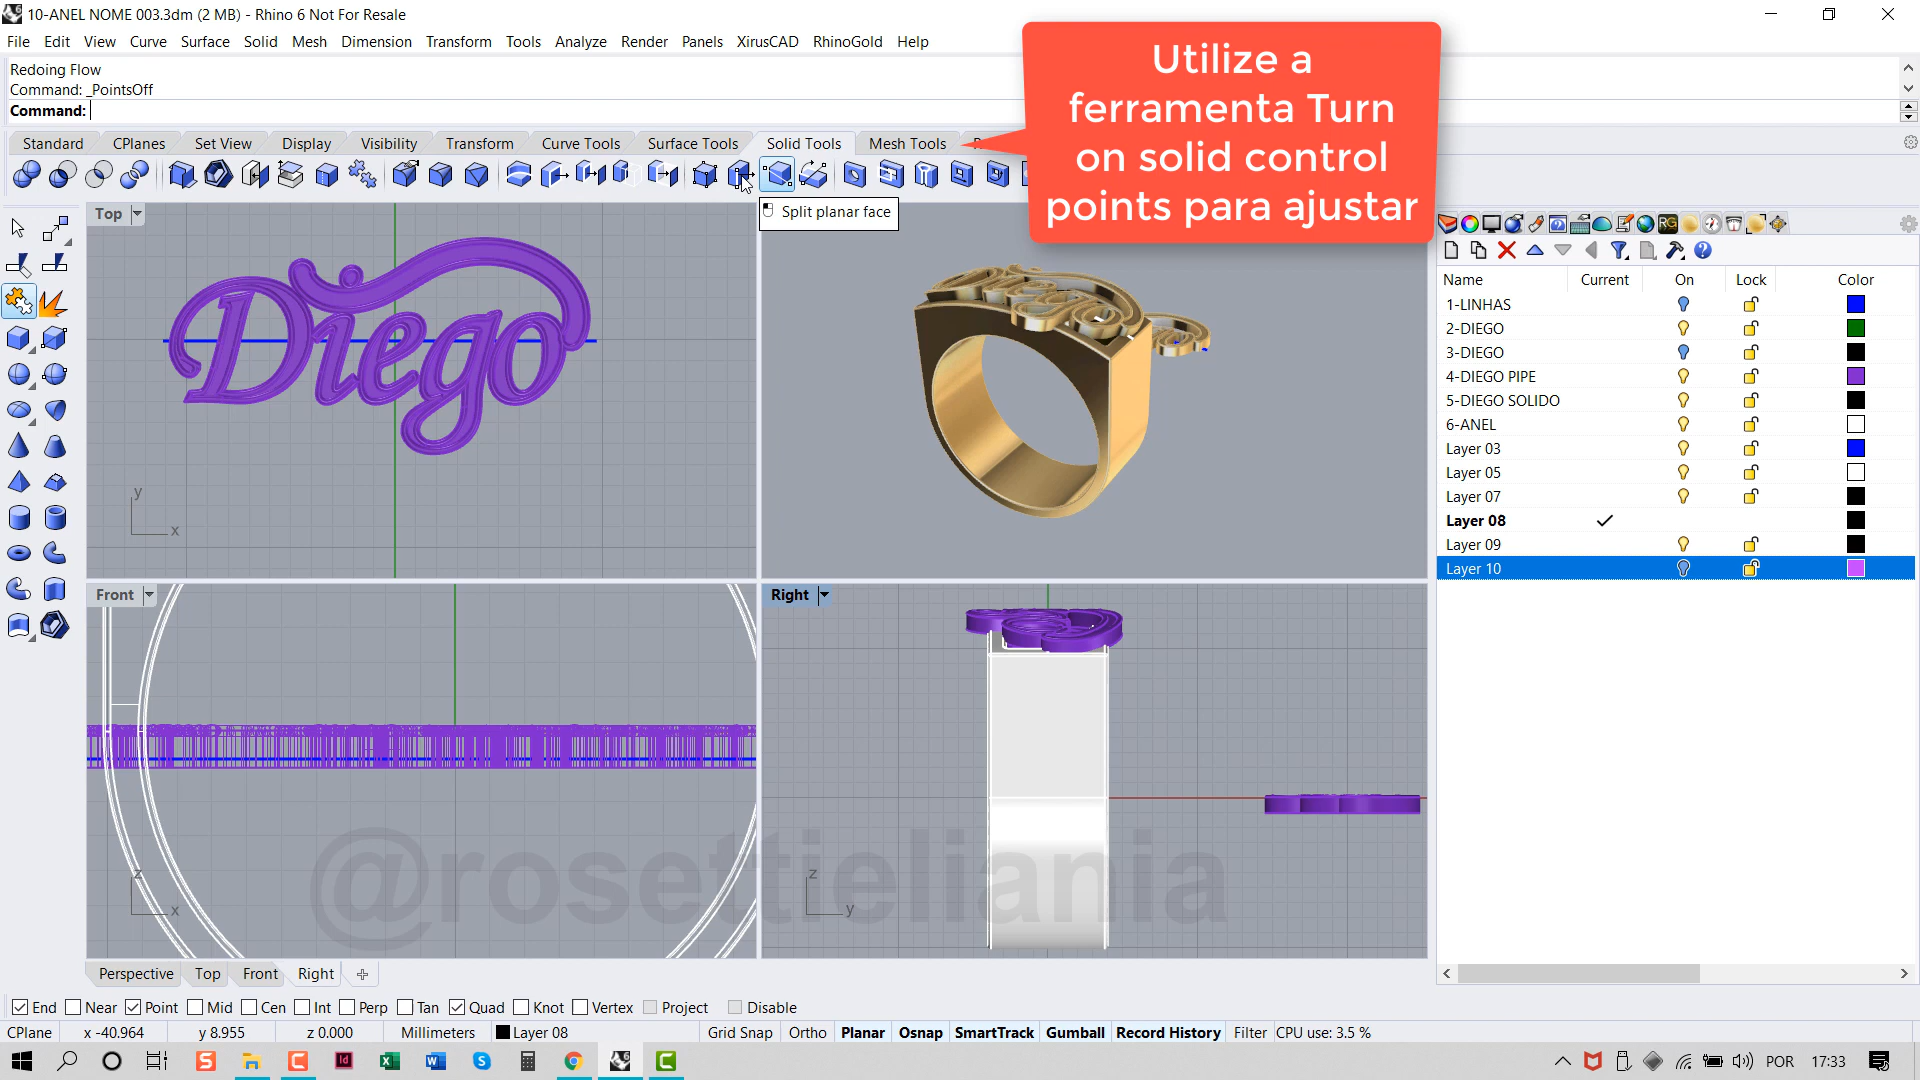 10-ANEL NOME 003.3dm (2 MB) - Rhino 6 Not For Resale
File Edit View Curve Surface Solid Mesh Dimension Transform Tools Analyze Render Panels XirusCAD RhinoGold Help
Redoing Flow
Command: _PointsOff
Command:
Utilize a
ferramenta Turn
on solid control
points para ajustar
Standard CPlanes Set View Display Visibility Transform Curve Tools Surface Tools Solid Tools Mesh Tools
Split planar face
Top
Diego
y
x
Name Current On Lock Color
1-LINHAS
2-DIEGO
3-DIEGO
4-DIEGO PIPE
5-DIEGO SOLIDO
6-ANEL
Layer 03
Layer 05
Layer 07
Layer 08
Layer 09
Layer 10
Front
z
x
Right
z
y
@rosettieliania
Perspective Top Front Right
End Near Point Mid Cen Int Perp Tan Quad Knot Vertex Project Disable
CPlane x -40.964 y 8.955 z 0.000 Millimeters Layer 08 Grid Snap Ortho Planar Osnap SmartTrack Gumball Record History Filter CPU use: 3.5 %
POR 17:33